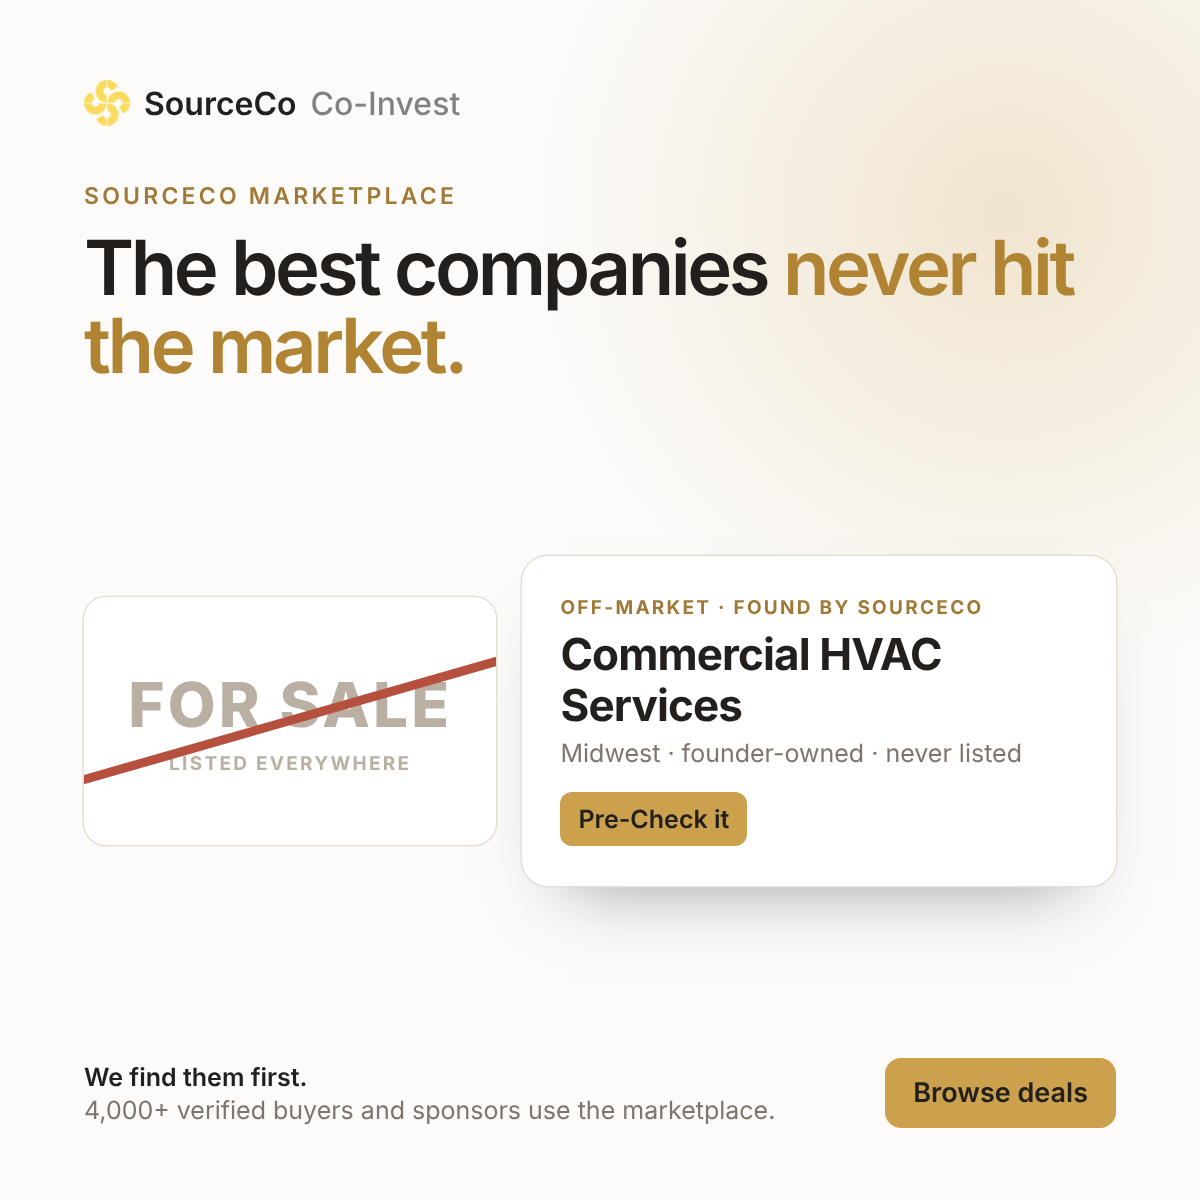 SourceCo Co-Invest
SOURCECO MARKETPLACE
The best companies never hit
the market.
FOR SALE
LISTED EVERYWHERE
OFF-MARKET · FOUND BY SOURCECO
Commercial HVAC
Services
Midwest · founder-owned · never listed
Pre-Check it
We find them first.
4,000+ verified buyers and sponsors use the marketplace.
Browse deals